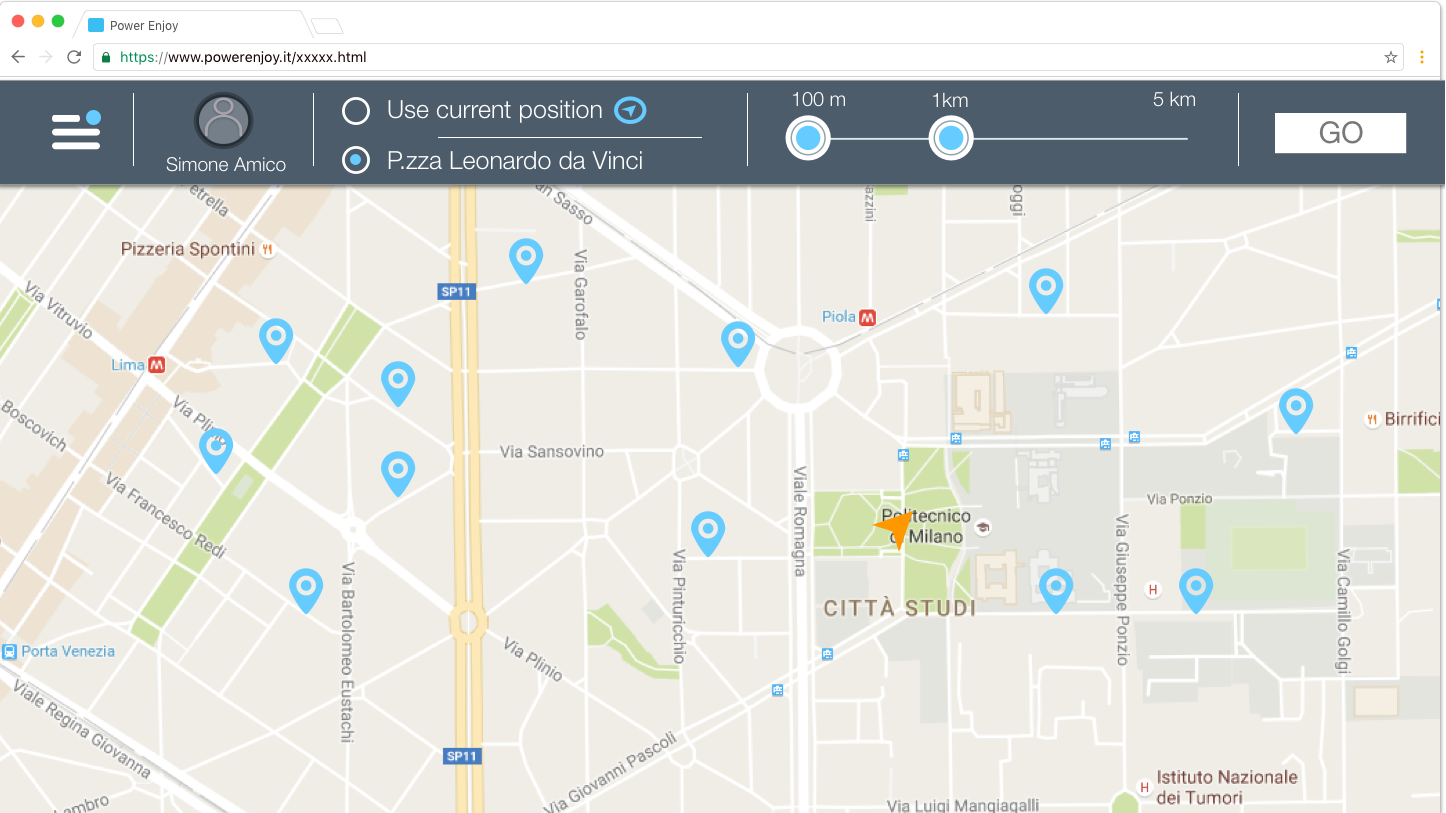 Power Enjoy
https://www.powerenjoy.it/xxxxx.html
Simone Amico
Use current position
P.zza Leonardo da Vinci
100 m
1km
5 km
GO
etrella
an Sasso
azzini
oggi
Pizzeria Spontini
Via Garofalo
SP11
Via Vitruvio
Piola M
Lima M
Via Plinio
Boscovich
Birrifici
Via Sansovino
Viale Romagna
Via Francesco Redi
Via Ponzio
Politecnico
di Milano
Via Giuseppe Ponzio
Via Pinturicchio
Via Camillo Golgi
Via Bartolomeo Eustachi
H
CITTÀ STUDI
Porta Venezia
Via Plinio
Viale Regina Giovanna
SP11
Via Giovanni Pascoli
H
Istituto Nazionale
dei Tumori
Lambro
Via Luigi Mangiagalli